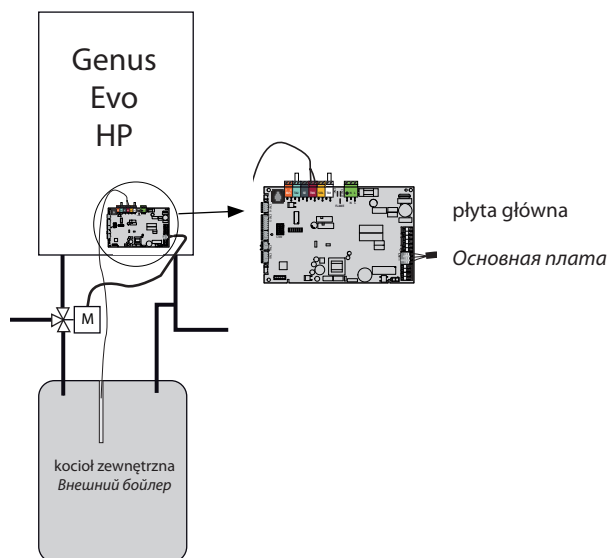 Genus
Evo
HP
płyta główna
Основная плата
M
kocioł zewnętrzna
Внешний бойлер